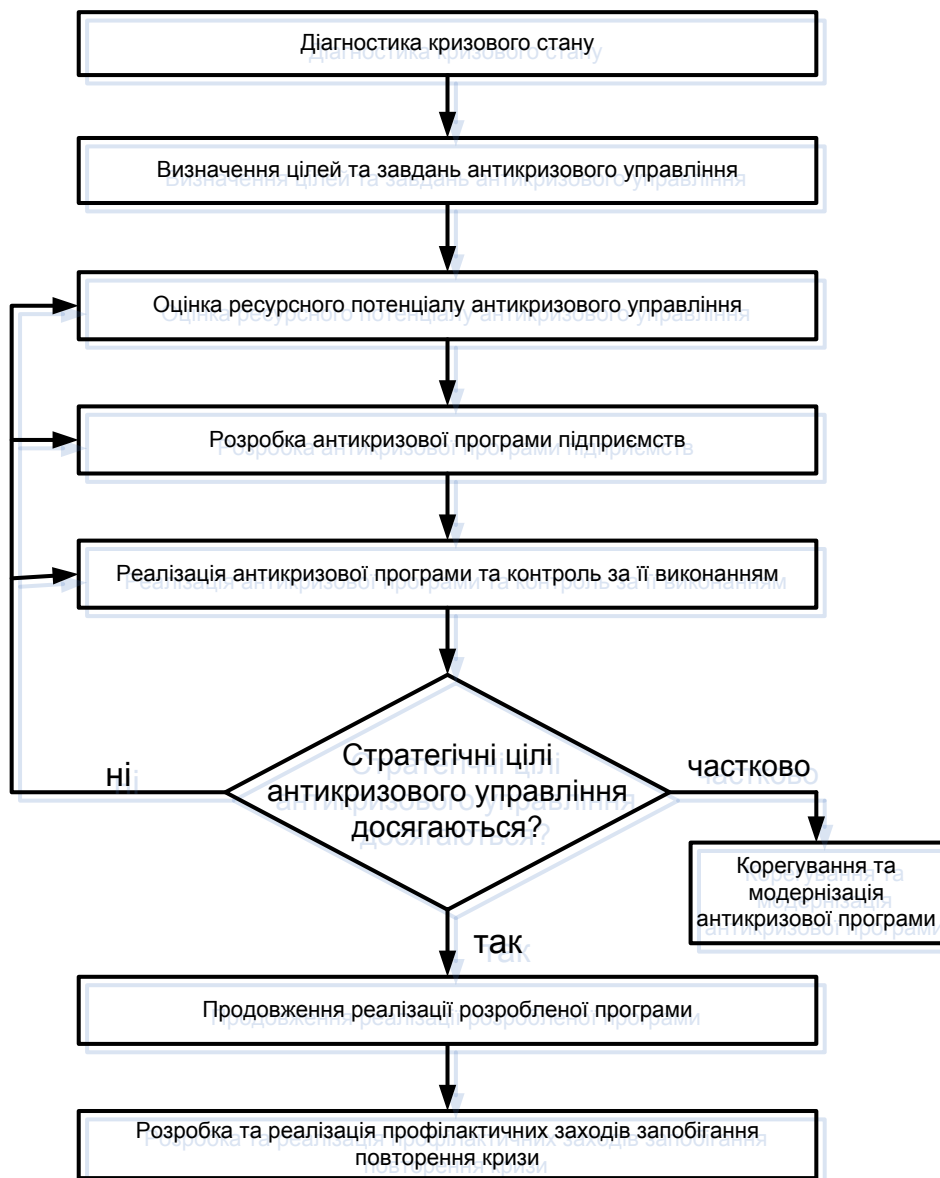 Діагностика кризового стану
Визначення цілей та завдань антикризового управління
Оцінка ресурсного потенціалу антикризового управління
Розробка антикризової програми підприємств
Реалізація антикризової програми та контроль за її виконанням
Стратегічні цілі
антикризового управління
досягаються?
ні
частково
Корегування та
модернізація
антикризової програми
так
Продовження реалізації розробленої програми
Розробка та реалізація профілактичних заходів запобігання
повторення кризи